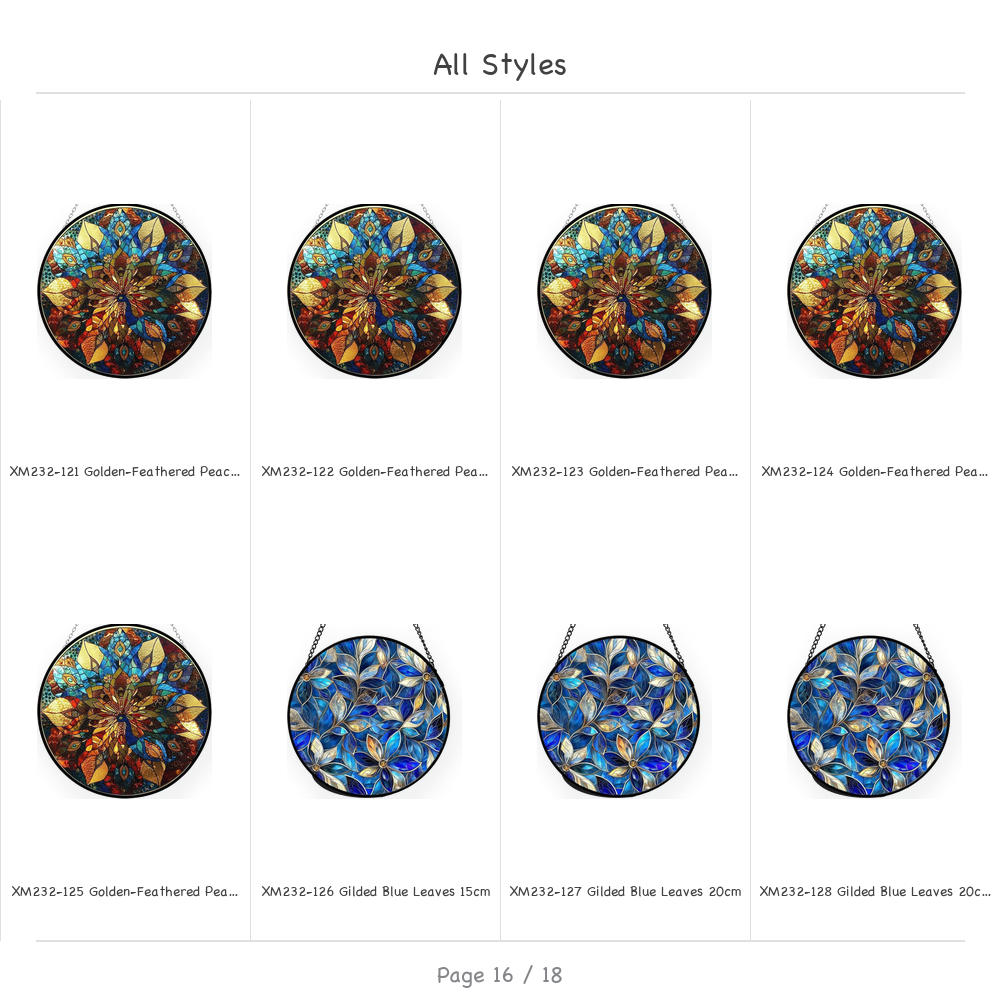 All Styles
XM232-121 Golden-Feathered Peac...
XM232-122 Golden-Feathered Pea...
XM232-123 Golden-Feathered Pea...
XM232-124 Golden-Feathered Pea...
XM232-125 Golden-Feathered Pea...
XM232-126 Gilded Blue Leaves 15cm
XM232-127 Gilded Blue Leaves 20cm
XM232-128 Gilded Blue Leaves 20c...
Page 16 / 18